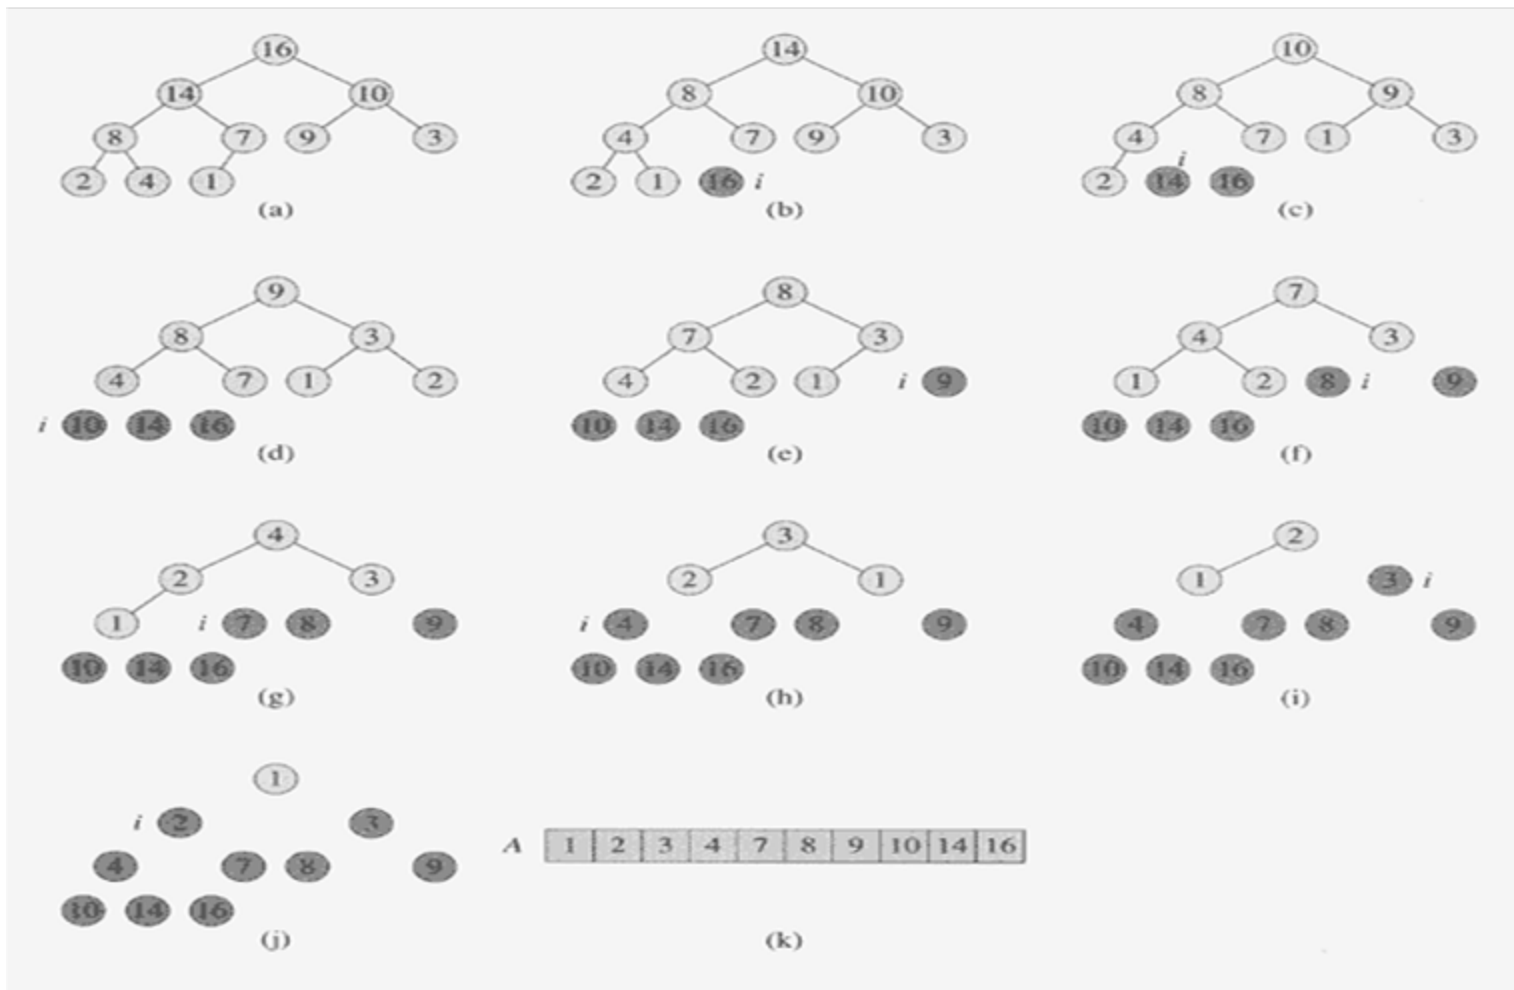 16 14 10
14 10 8 10 8 9
8 7 9 3 4 7 9 3 4 7 1 3
i
2 4 1 2 1 16 i 2 14 16
(a) (b) (c)
9 8 7
8 3 7 3 4 3
4 7 1 2 4 2 1 i 9 1 2 8 i 9
i 10 14 16 10 14 16 10 14 16
(d) (e) (f)
4 3 2
2 3 2 1 1 3 i
1 i 7 8 9 i 4 7 8 9 4 7 8 9
10 14 16 10 14 16 10 14 16
(g) (h) (i)
1
i 2 3
A 1 2 3 4 7 8 9 10 14 16
4 7 8 9
10 14 16
(j) (k)